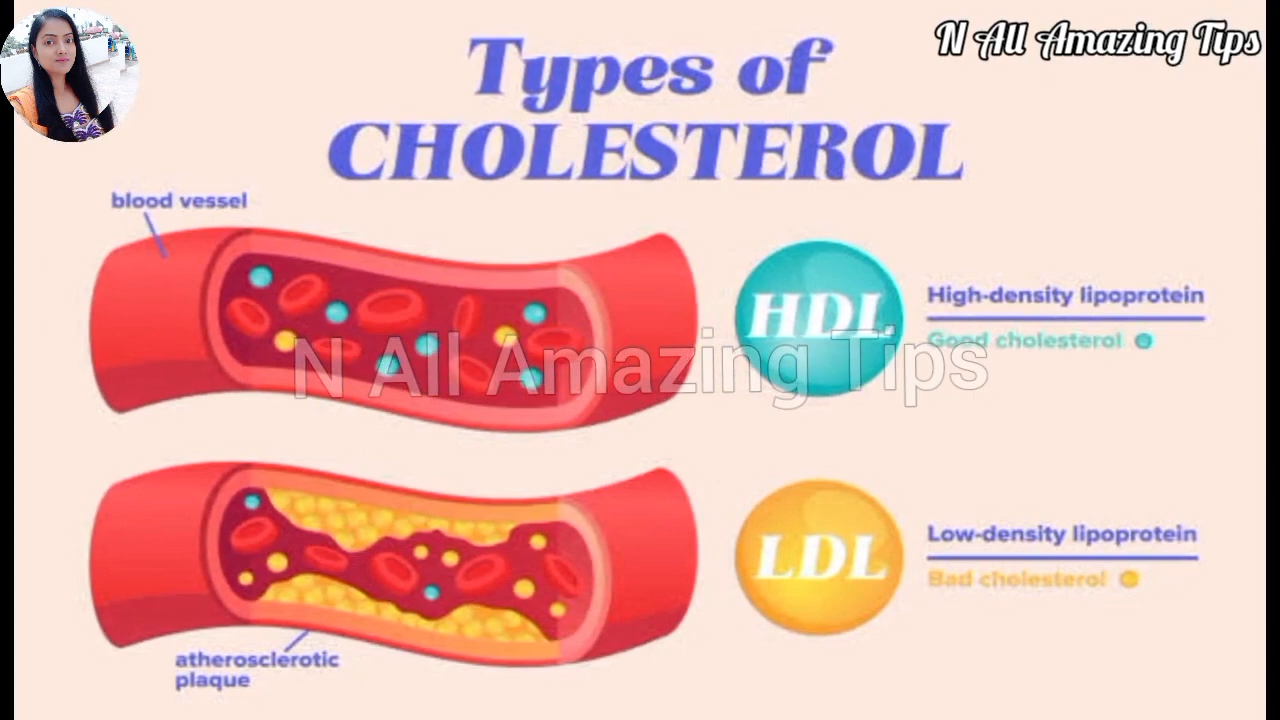 N All Amazing Tips
Types of
CHOLESTEROL
blood vessel
HDL
High-density lipoprotein
Good cholesterol
N All Amazing Tips
LDL
Low-density lipoprotein
Bad cholesterol
atherosclerotic
plaque